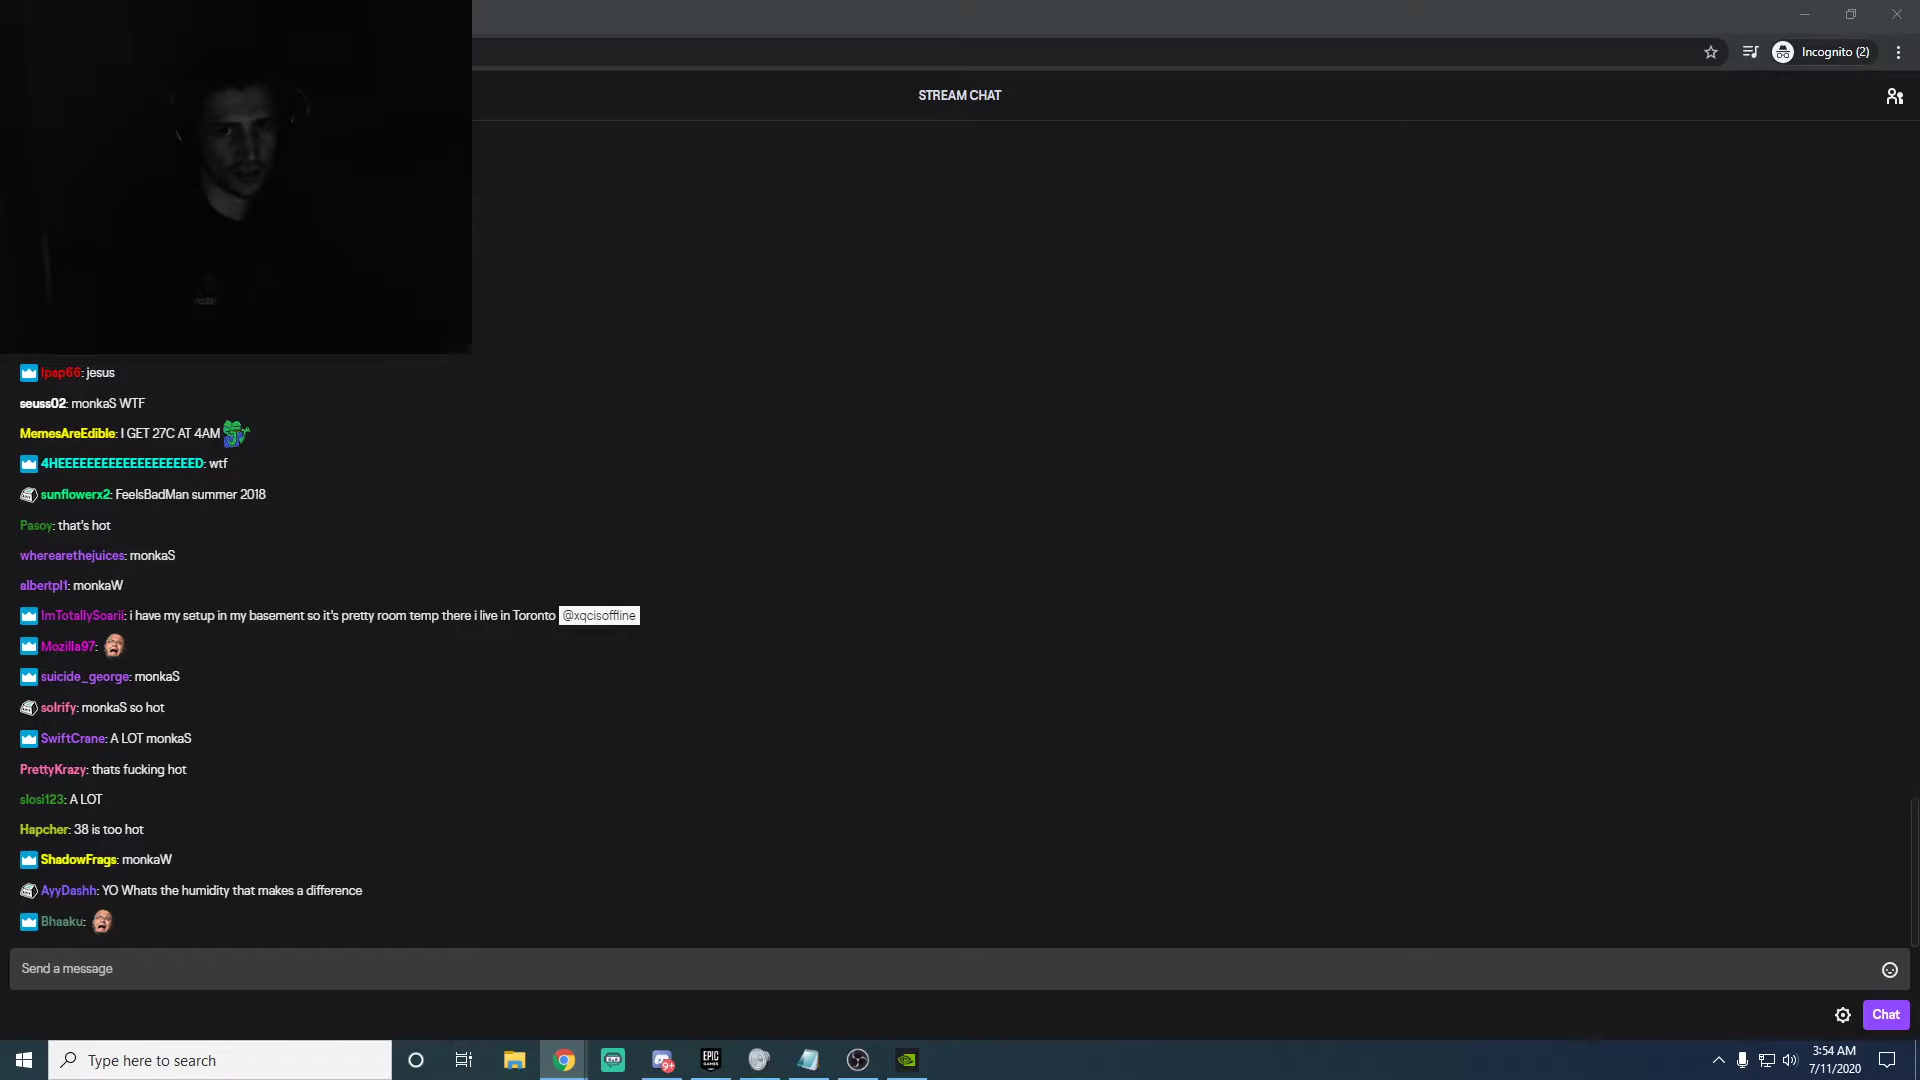 Incognito (2)
STREAM CHAT
lpap66: jesus
seuss02: monkaS WTF
MemesAreEdible: I GET 27C AT 4AM
4HEEEEEEEEEEEEEEEEEEED: wtf
sunflowerx2: FeelsBadMan summer 2018
Pasoy: that's hot
wherearethejuices: monkaS
albertpl1: monkaW
ImTotallySoarii: i have my setup in my basement so it's pretty room temp there i live in Toronto @xqcisoffline
Mozilla97:
suicide_george: monkaS
solrify: monkaS so hot
SwiftCrane: A LOT monkaS
PrettyKrazy: thats fucking hot
slosi123: A LOT
Hapcher: 38 is too hot
ShadowFrags: monkaW
AyyDashh: YO Whats the humidity that makes a difference
Bhaaku:
Send a message
Chat
Type here to search
9+
EPIC
GAMES
3:54 AM
7/11/2020